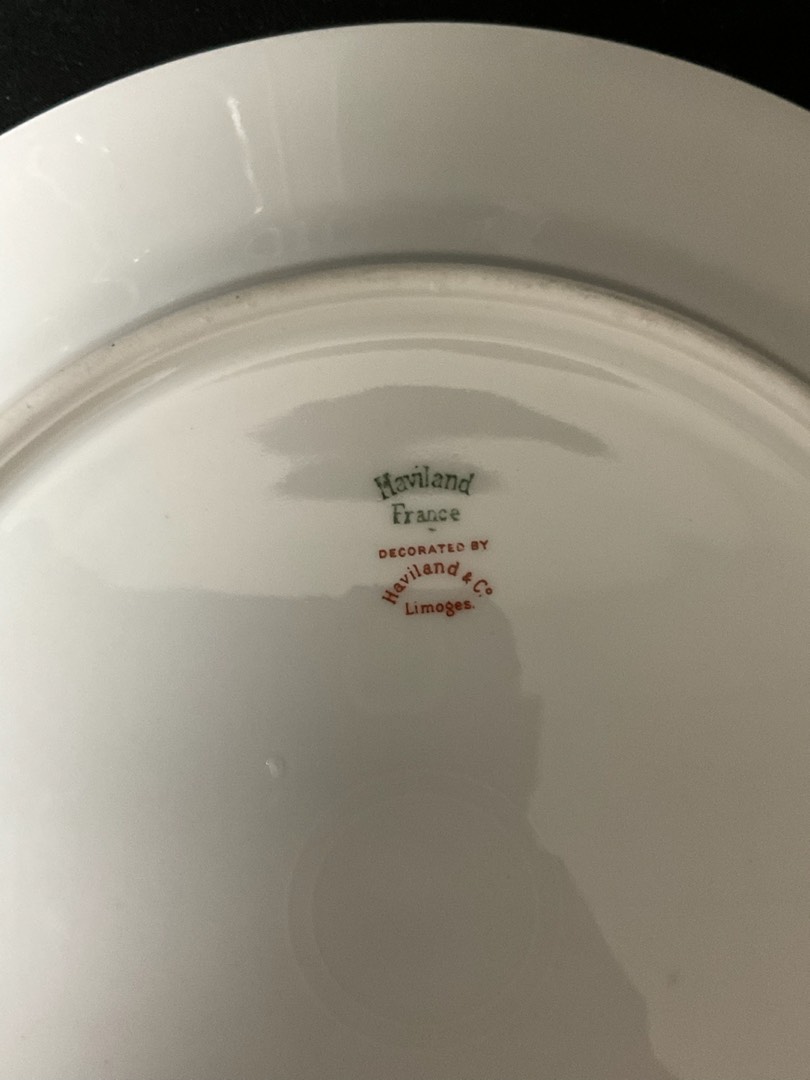 Haviland
France
DECORATED BY
Haviland & Co
Limoges.